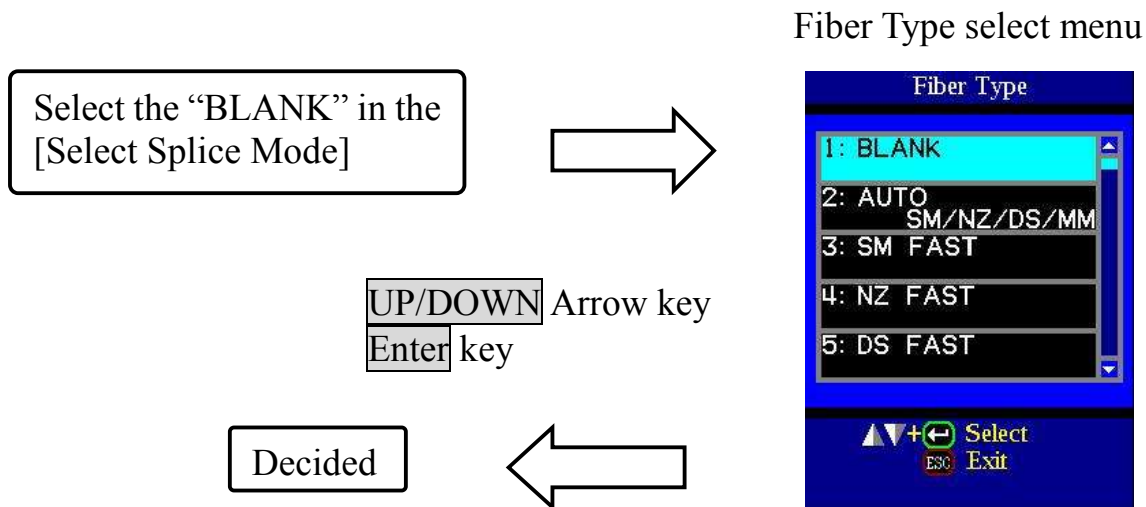 Fiber Type select menu
Select the “BLANK” in the
[Select Splice Mode]
Fiber Type
1: BLANK
2: AUTO
SM/NZ/DS/MM
3: SM FAST
4: NZ FAST
5: DS FAST
UP/DOWN Arrow key
Enter key
+ Select
ESC Exit
Decided